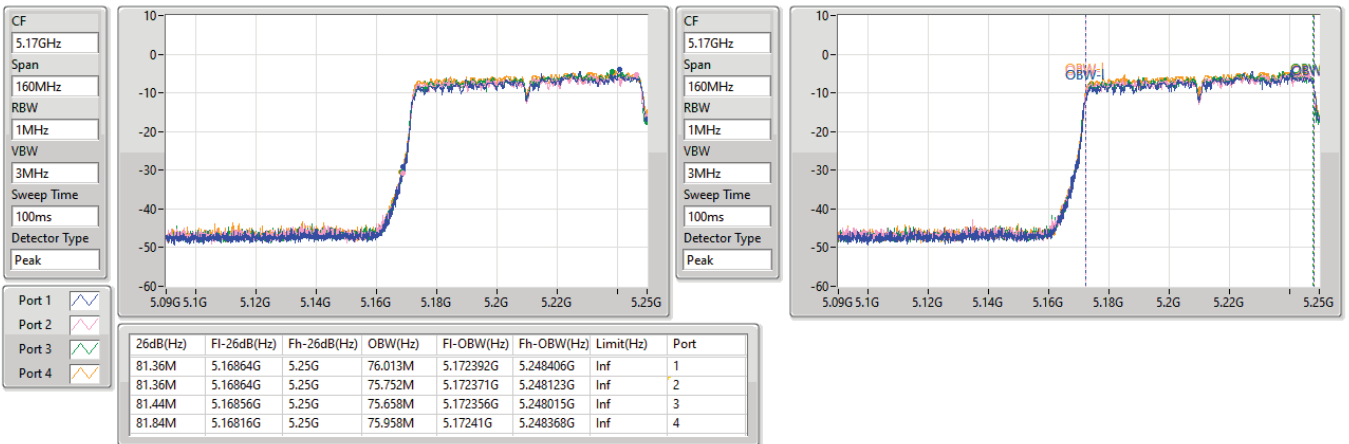 CF
5.17GHz
Span
160MHz
RBW
1MHz
VBW
3MHz
Sweep Time
100ms
Detector Type
Peak
10
0
-10
-20
-30
-40
-50
-60
5.09G 5.1G 5.12G 5.14G 5.16G 5.18G 5.2G 5.22G 5.25G
CF
5.17GHz
Span
160MHz
RBW
1MHz
VBW
3MHz
Sweep Time
100ms
Detector Type
Peak
10
0
-10
-20
-30
-40
-50
-60
OBW-l
OBW
5.09G 5.1G 5.12G 5.14G 5.16G 5.18G 5.2G 5.22G 5.25G
Port 1
Port 2
Port 3
Port 4
26dB(Hz) Fl-26dB(Hz) Fh-26dB(Hz) OBW(Hz) Fl-OBW(Hz) Fh-OBW(Hz) Limit(Hz) Port
81.36M 5.16864G 5.25G 76.013M 5.172392G 5.248406G Inf 1
81.36M 5.16864G 5.25G 75.752M 5.172371G 5.248123G Inf 2
81.44M 5.16856G 5.25G 75.658M 5.172356G 5.248015G Inf 3
81.84M 5.16816G 5.25G 75.958M 5.17241G 5.248368G Inf 4